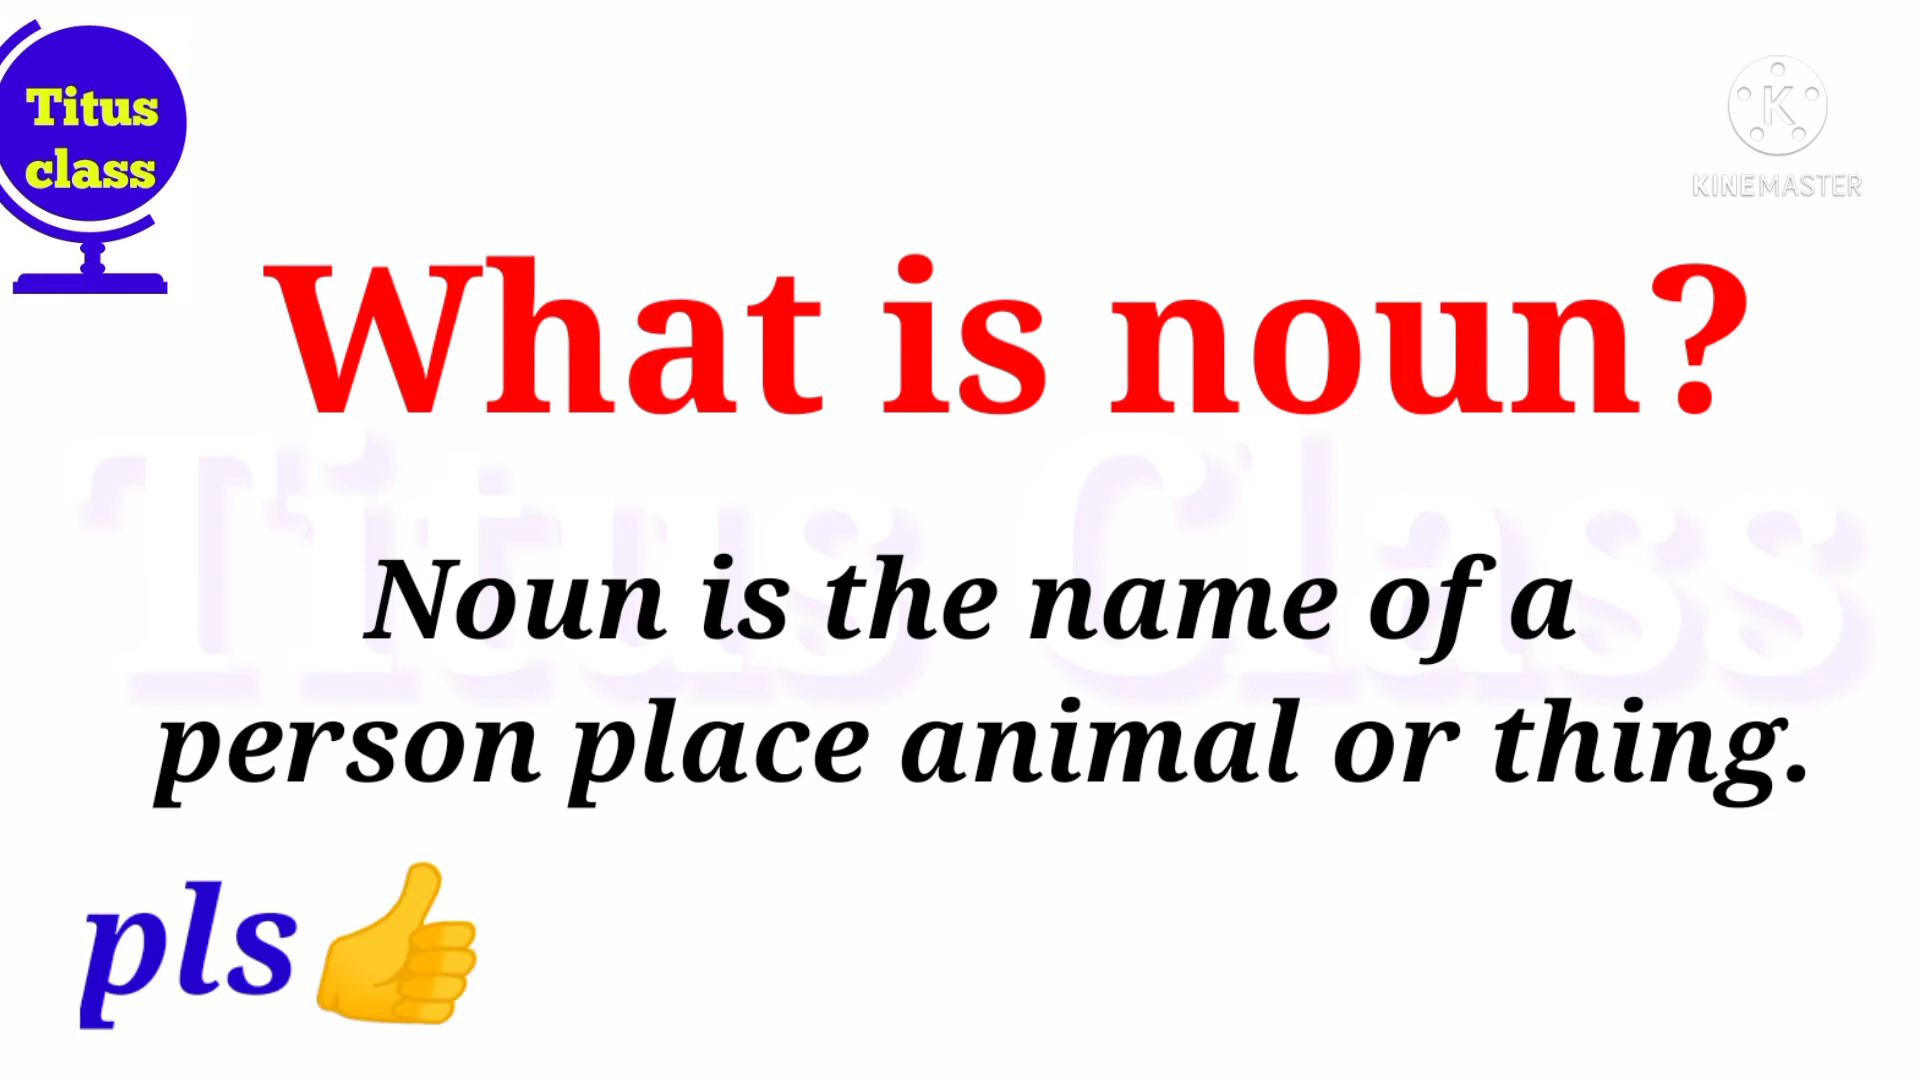 Titus
class
KINEMASTER
What is noun?
Titus Class
Noun is the name of a
person place animal or thing.
pls👍